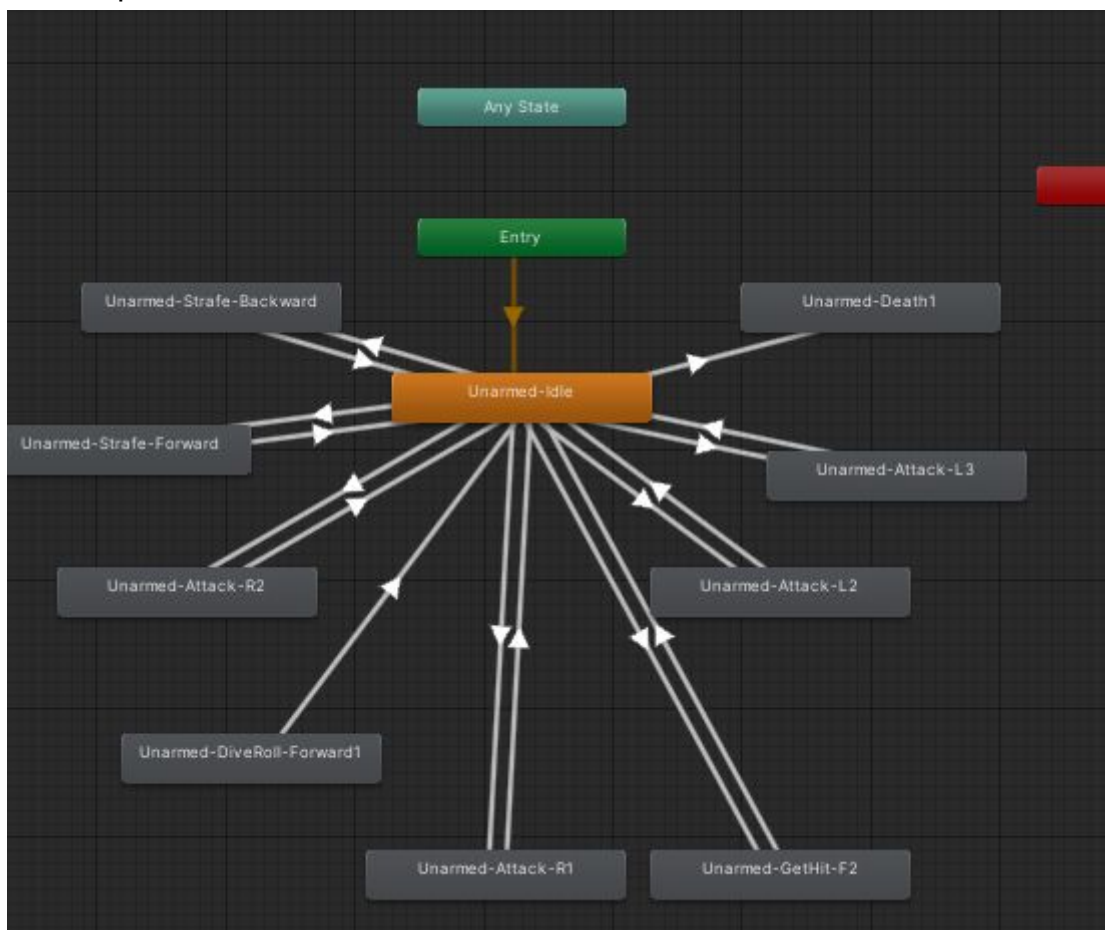 Any State
Entry
Unarmed-Strafe-Backward
Unarmed-Death1
Unarmed-Idle
Unarmed-Strafe-Forward
Unarmed-Attack-L3
Unarmed-Attack-R2
Unarmed-Attack-L2
Unarmed-DiveRoll-Forward1
Unarmed-Attack-R1
Unarmed-GetHit-F2